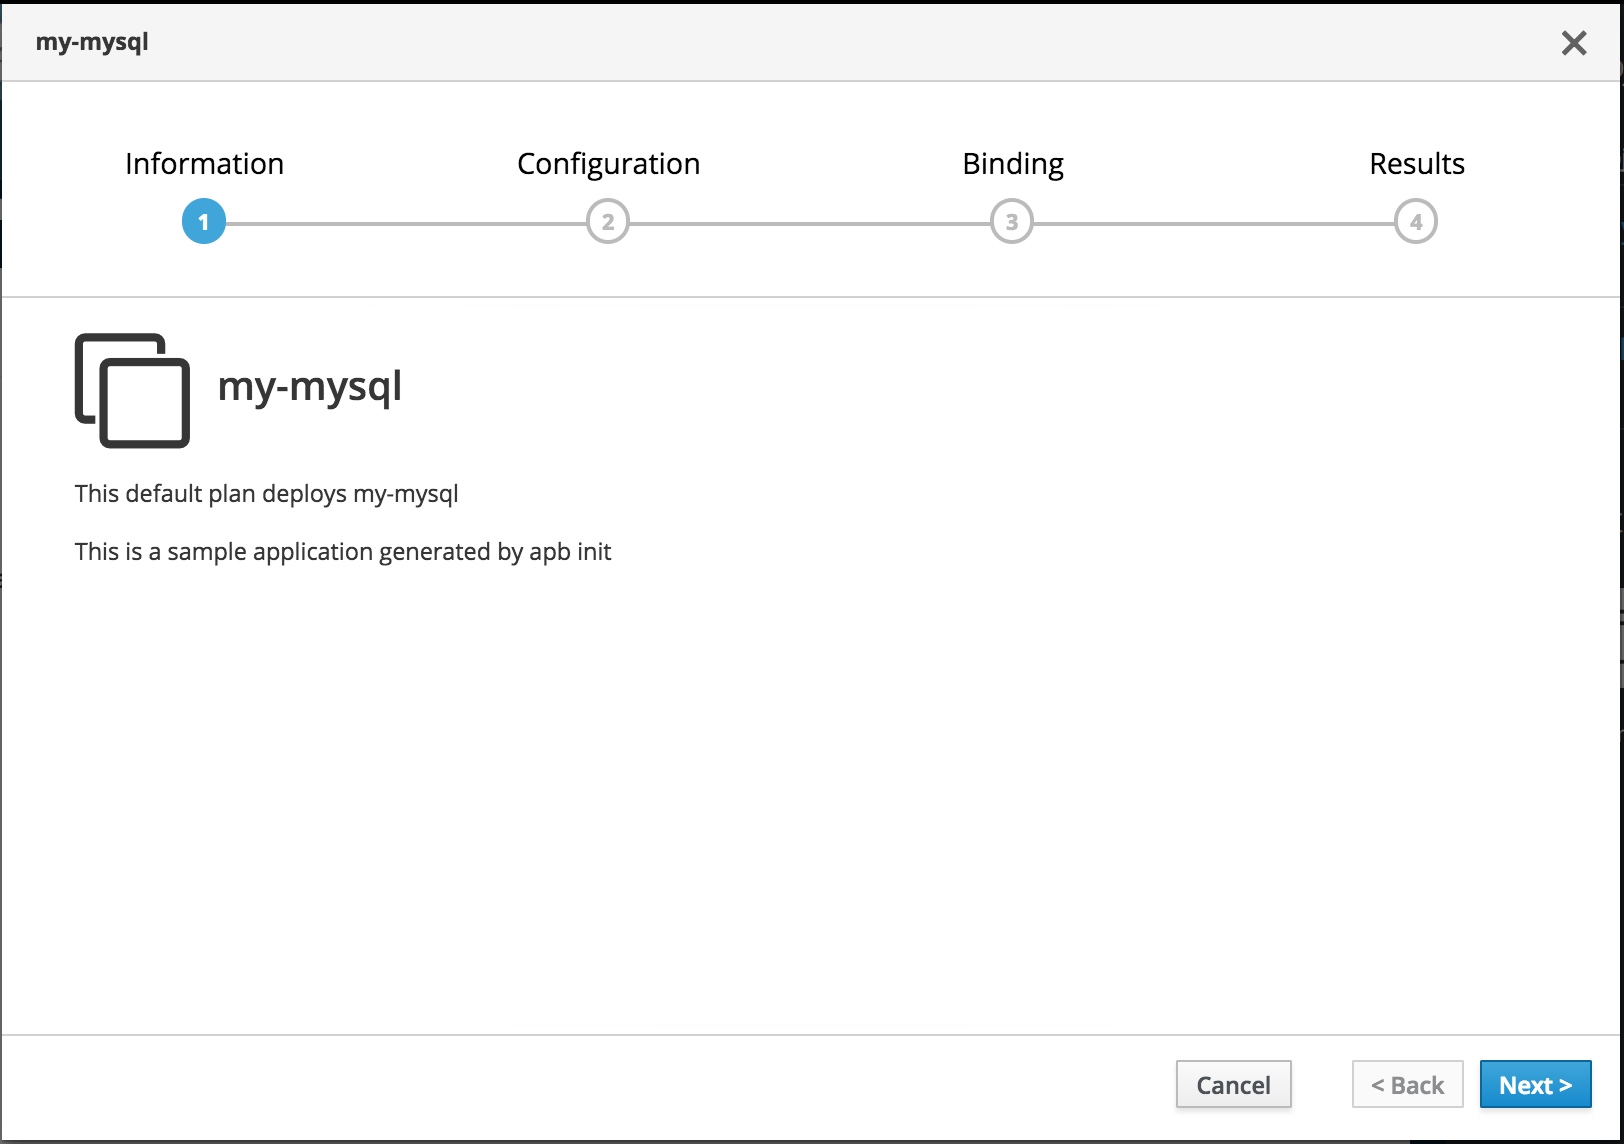 my-mysql
Information Configuration Binding Results
1 2 3 4
my-mysql
This default plan deploys my-mysql
This is a sample application generated by apb init
Cancel < Back Next >